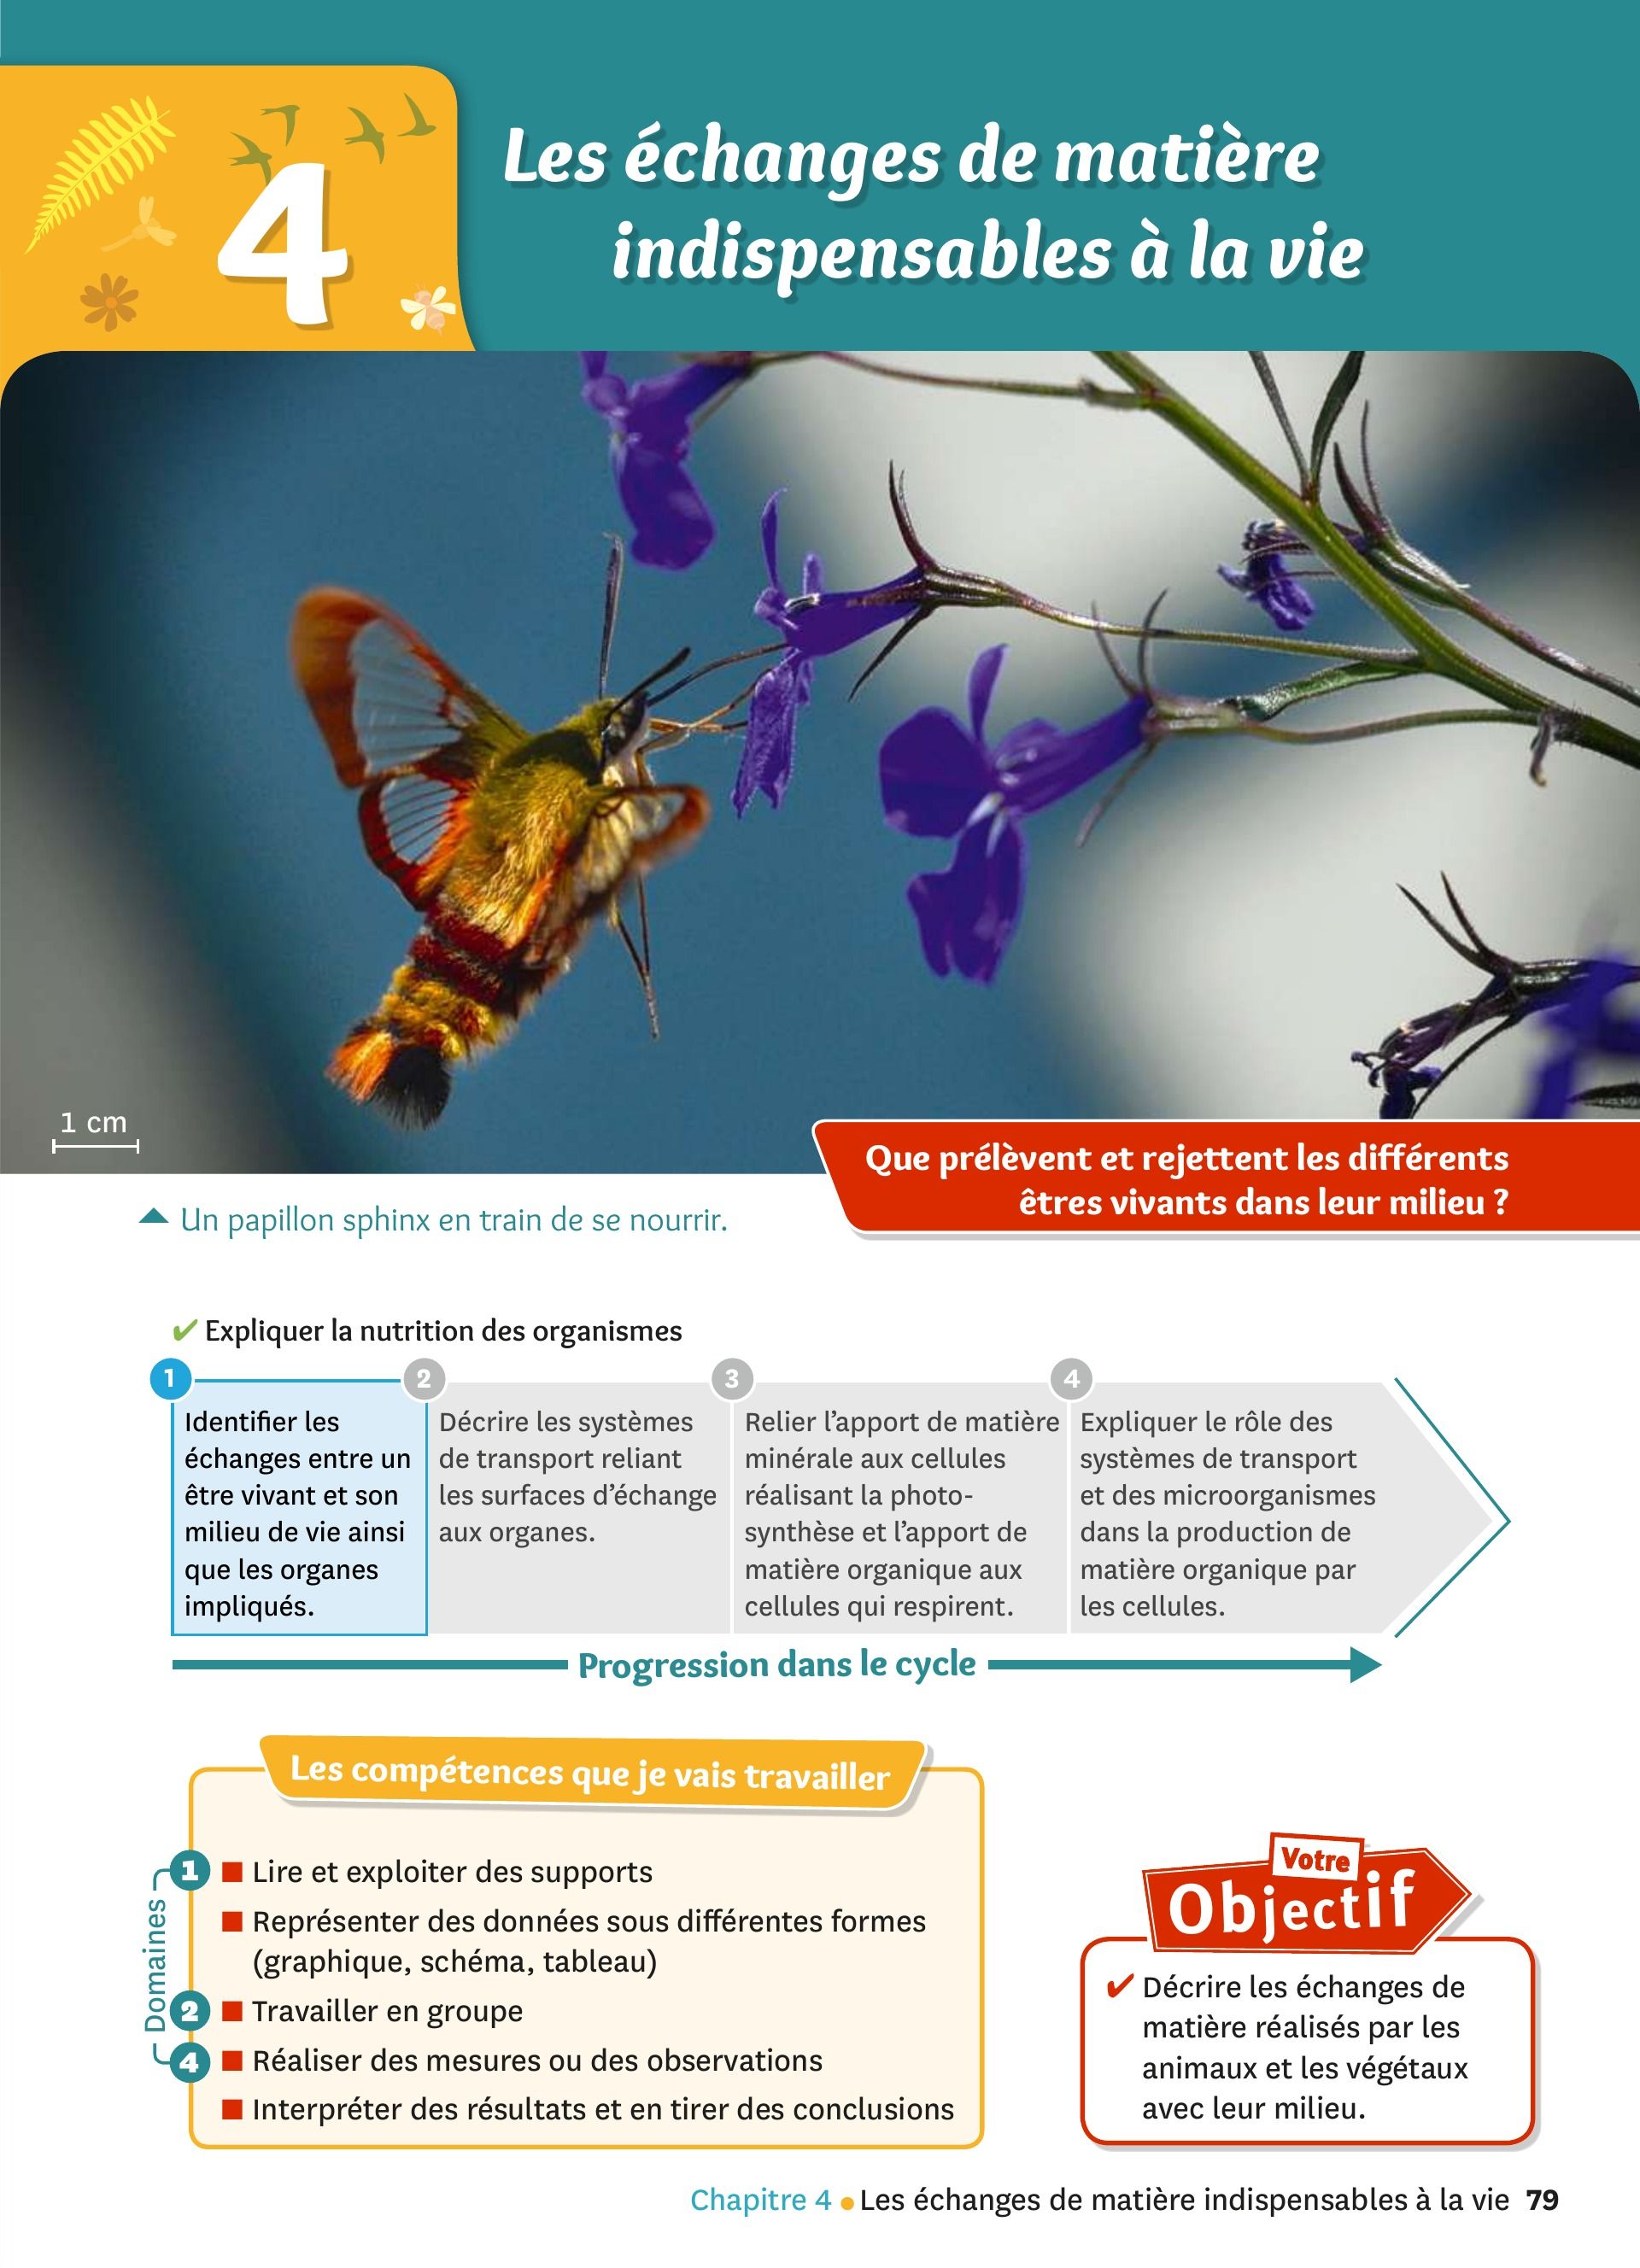 4
Les échanges de matière
indispensables à la vie
1 cm
Que prélèvent et rejettent les différents
êtres vivants dans leur milieu ?
Un papillon sphinx en train de se nourrir.
✔ Expliquer la nutrition des organismes
1
Identifier les
échanges entre un
être vivant et son
milieu de vie ainsi
que les organes
impliqués.
2
Décrire les systèmes
de transport reliant
les surfaces d’échange
aux organes.
3
Relier l’apport de matière
minérale aux cellules
réalisant la photo-
synthèse et l’apport de
matière organique aux
cellules qui respirent.
4
Expliquer le rôle des
systèmes de transport
et des microorganismes
dans la production de
matière organique par
les cellules.
Progression dans le cycle
Les compétences que je vais travailler
Domaines
1 ■ Lire et exploiter des supports
■ Représenter des données sous différentes formes
(graphique, schéma, tableau)
2 ■ Travailler en groupe
4 ■ Réaliser des mesures ou des observations
■ Interpréter des résultats et en tirer des conclusions
Votre
Objectif
✔ Décrire les échanges de
matière réalisés par les
animaux et les végétaux
avec leur milieu.
Chapitre 4 • Les échanges de matière indispensables à la vie 79